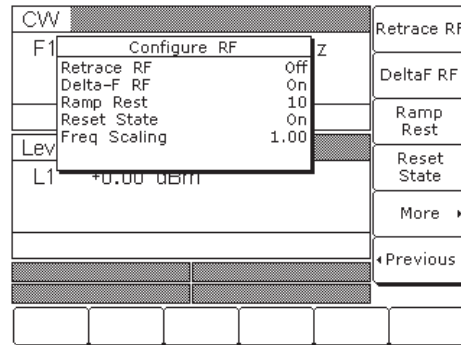 CW
F1
z
Configure RF
Retrace RF Off
Delta-F RF On
Ramp Rest 10
Reset State On
Freq Scaling 1.00
Lev
L1 +0.00 dBm
Retrace RF
DeltaF RF
Ramp
Rest
Reset
State
More
Previous